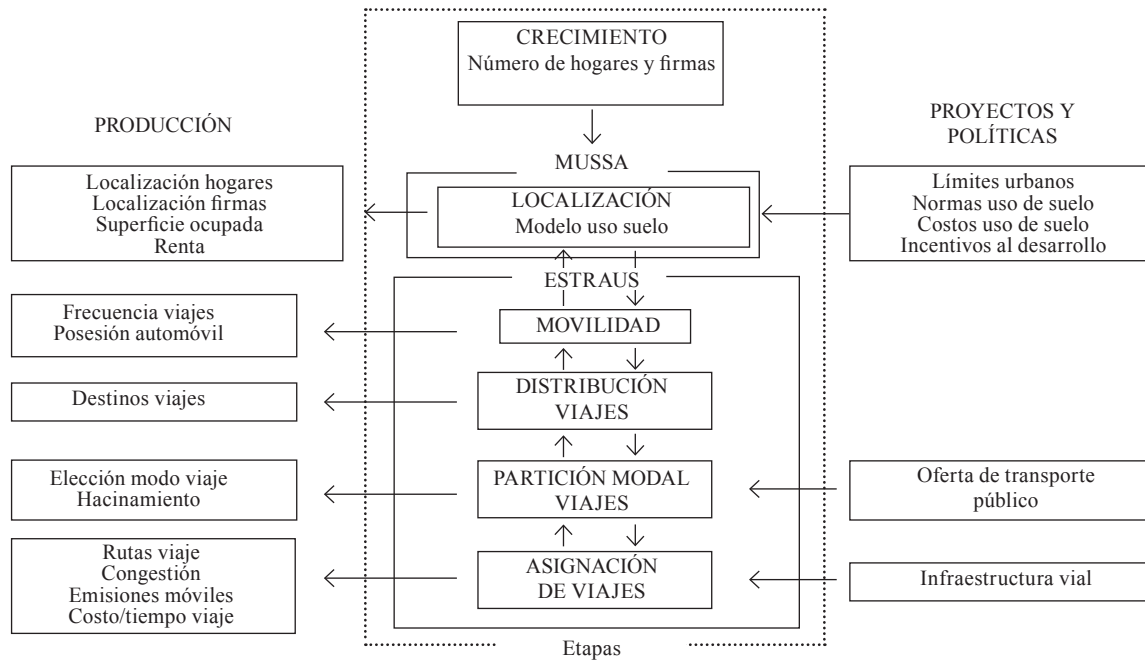 CRECIMIENTO
Número de hogares y firmas
PRODUCCIÓN
PROYECTOS Y
POLÍTICAS
MUSSA
Localización hogares
Localización firmas
Superficie ocupada
Renta
LOCALIZACIÓN
Modelo uso suelo
Límites urbanos
Normas uso de suelo
Costos uso de suelo
Incentivos al desarrollo
ESTRAUS
Frecuencia viajes
Posesión automóvil
MOVILIDAD
Destinos viajes
DISTRIBUCIÓN
VIAJES
Elección modo viaje
Hacinamiento
PARTICIÓN MODAL
VIAJES
Oferta de transporte
público
Rutas viaje
Congestión
Emisiones móviles
Costo/tiempo viaje
ASIGNACIÓN
DE VIAJES
Infraestructura vial
Etapas